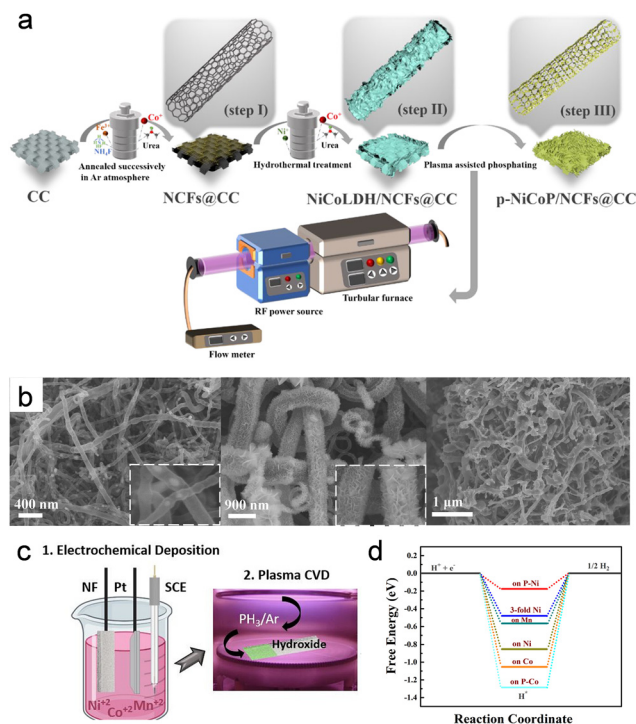 a
(step I)
(step II)
(step III)
Fe⁺
Co⁺
NH₄F
Urea
Annealed successively
in Ar atmosphere
Ni⁺
Co⁺
Urea
Hydrothermal treatment
Plasma assisted phosphating
CC
NCFs@CC
NiCoLDH/NCFs@CC
p-NiCoP/NCFs@CC
RF power source
Turbular furnace
Flow meter
b
400 nm
900 nm
1 μm
c
1. Electrochemical Deposition
NF Pt SCE
2. Plasma CVD
PH₃/Ar
Hydroxide
Ni⁺² Co⁺² Mn⁺²
d
Free Energy (eV)
0.0
-0.2
-0.4
-0.6
-0.8
-1.0
-1.2
-1.4
H⁺ + e⁻
1/2 H₂
on P-Ni
3-fold Ni
on Mn
on Ni
on Co
on P-Co
H*
Reaction Coordinate